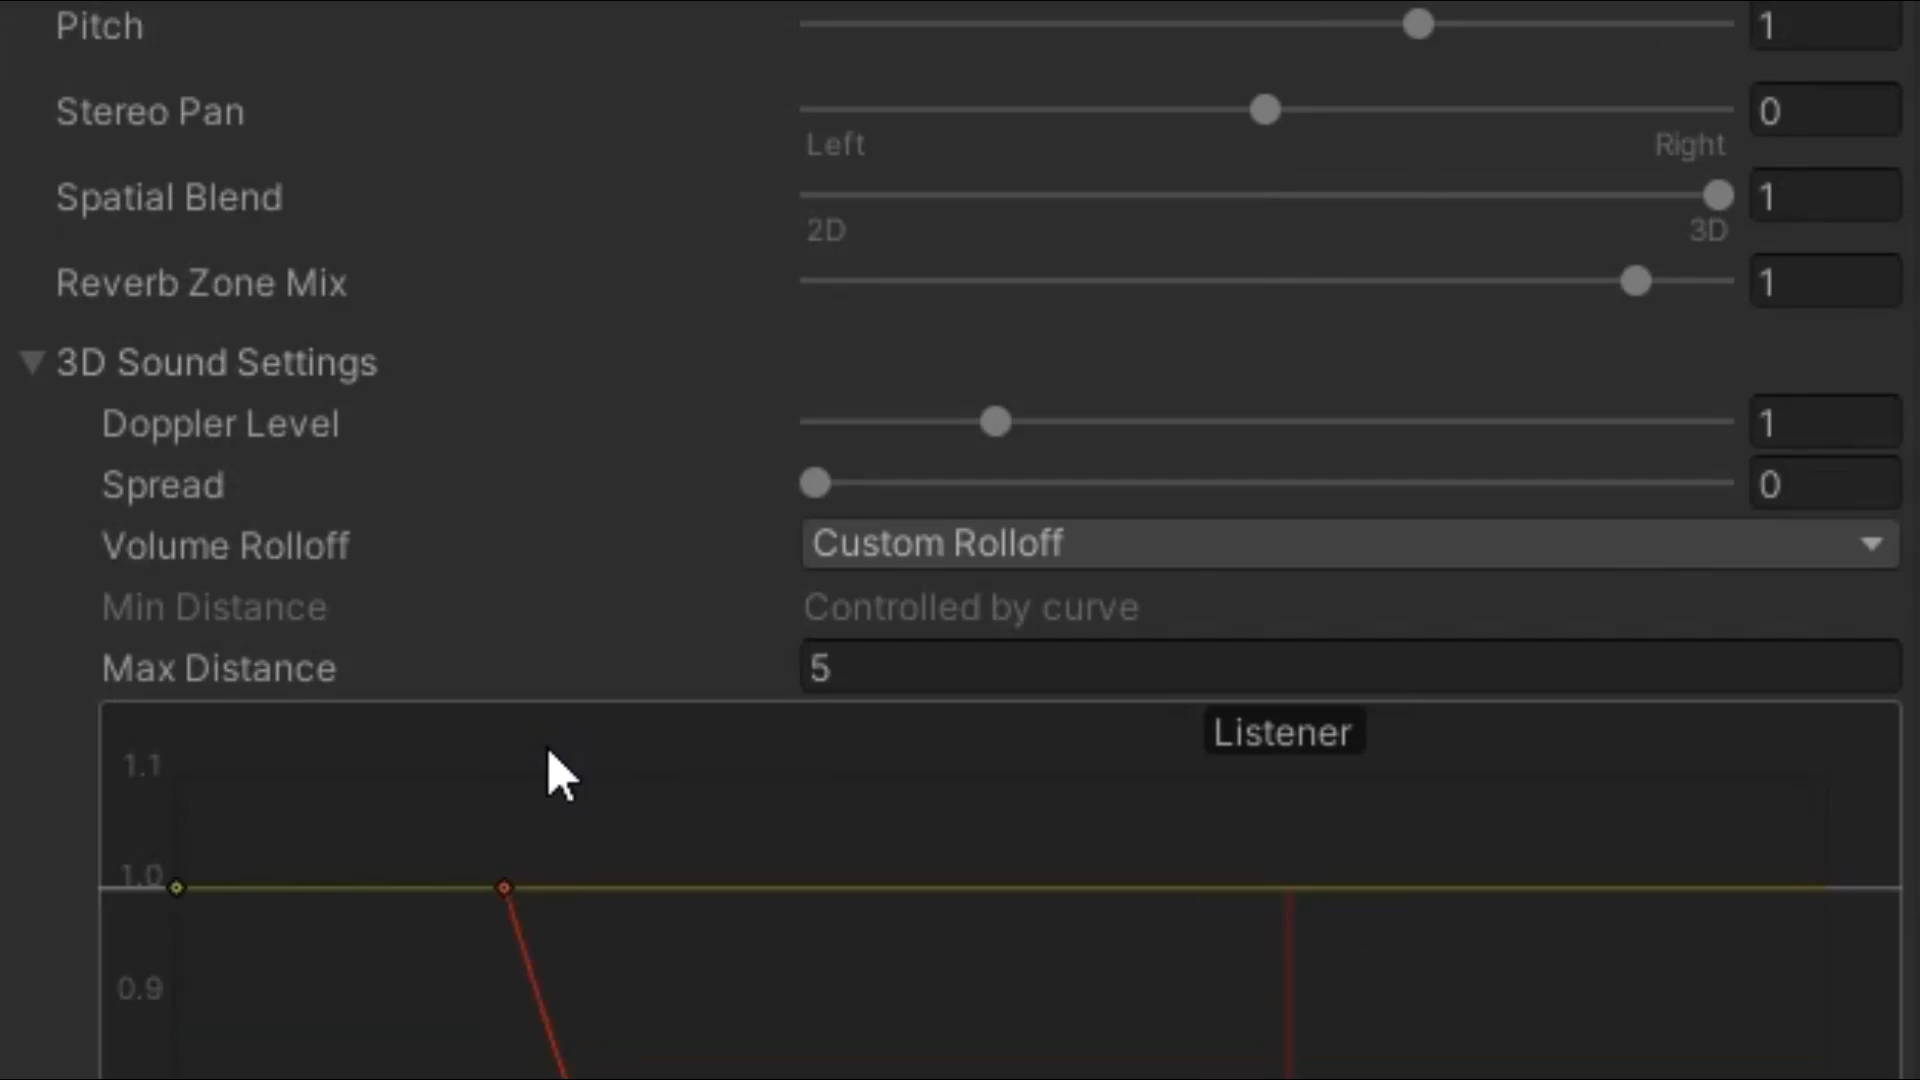 Pitch 1
Stereo Pan 0
Left Right
Spatial Blend 1
2D 3D
Reverb Zone Mix 1
3D Sound Settings
Doppler Level 1
Spread 0
Volume Rolloff Custom Rolloff
Min Distance Controlled by curve
Max Distance 5
Listener
1.1
1.0
0.9